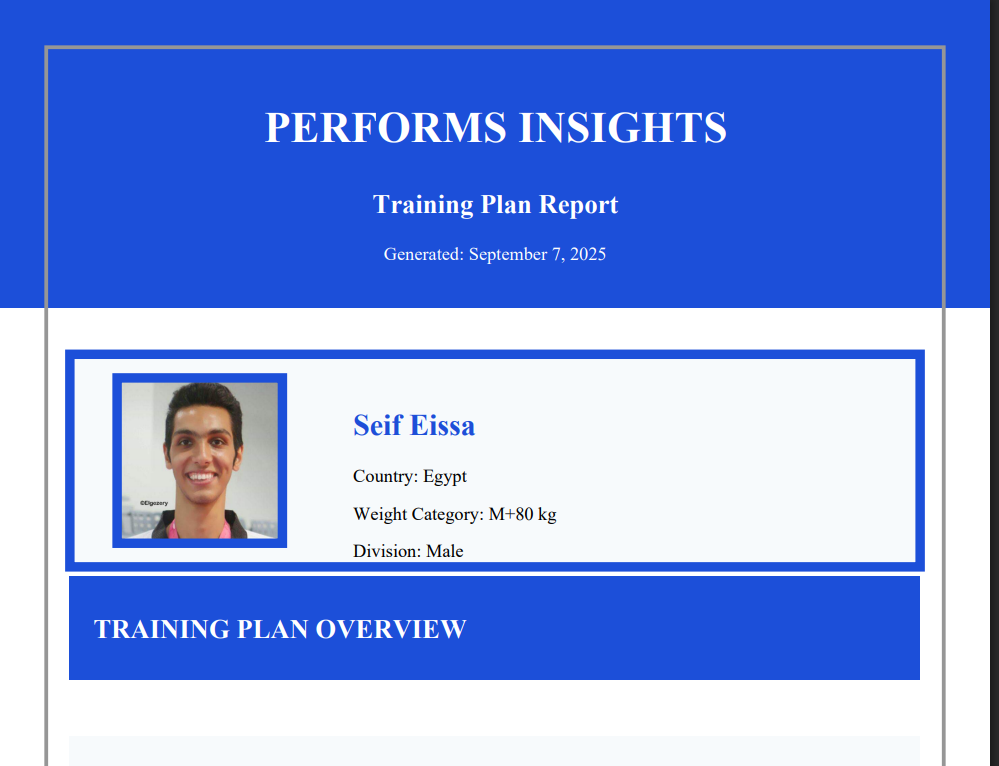 PERFORMS INSIGHTS
Training Plan Report
Generated: September 7, 2025
Seif Eissa
Country: Egypt
Weight Category: M+80 kg
Division: Male
©Elgozery
TRAINING PLAN OVERVIEW